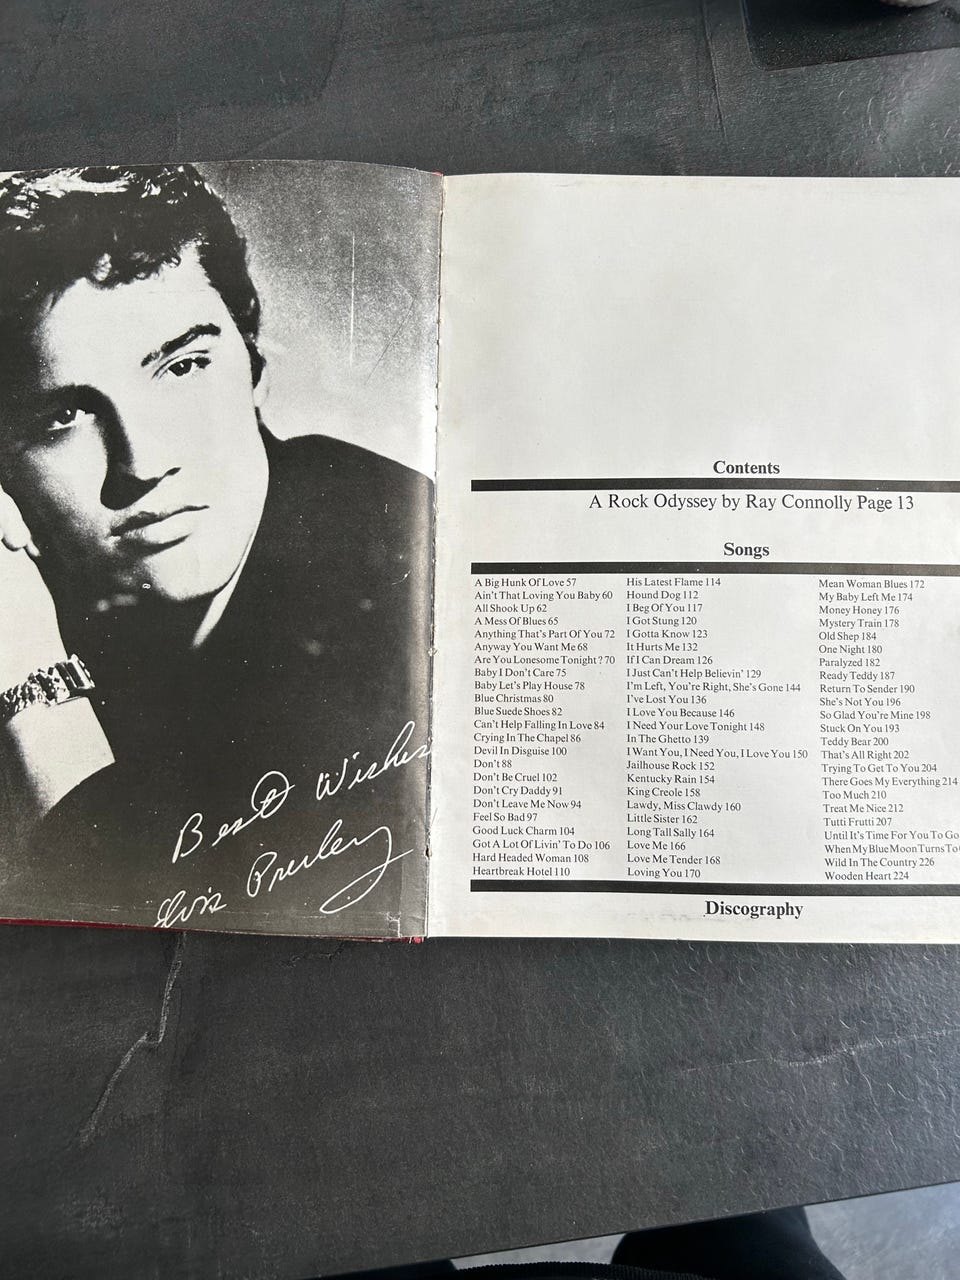 Best Wishes
Elvis Presley
Contents
A Rock Odyssey by Ray Connolly Page 13
Songs
A Big Hunk Of Love 57
Ain't That Loving You Baby 60
All Shook Up 62
A Mess Of Blues 65
Anything That's Part Of You 72
Anyway You Want Me 68
Are You Lonesome Tonight? 70
Baby I Don't Care 75
Baby Let's Play House 78
Blue Christmas 80
Blue Suede Shoes 82
Can't Help Falling In Love 84
Crying In The Chapel 86
Devil In Disguise 100
Don't 88
Don't Be Cruel 102
Don't Cry Daddy 91
Don't Leave Me Now 94
Feel So Bad 97
Good Luck Charm 104
Got A Lot Of Livin' To Do 106
Hard Headed Woman 108
Heartbreak Hotel 110
His Latest Flame 114
Hound Dog 112
I Beg Of You 117
I Got Stung 120
I Gotta Know 123
It Hurts Me 132
If I Can Dream 126
I Just Can't Help Believin' 129
I'm Left, You're Right, She's Gone 144
I've Lost You 136
I Love You Because 146
I Need Your Love Tonight 148
In The Ghetto 139
I Want You, I Need You, I Love You 150
Jailhouse Rock 152
Kentucky Rain 154
King Creole 158
Lawdy, Miss Clawdy 160
Little Sister 162
Long Tall Sally 164
Love Me 166
Love Me Tender 168
Loving You 170
Mean Woman Blues 172
My Baby Left Me 174
Money Honey 176
Mystery Train 178
Old Shep 184
One Night 180
Paralyzed 182
Ready Teddy 187
Return To Sender 190
She's Not You 196
So Glad You're Mine 198
Stuck On You 193
Teddy Bear 200
That's All Right 202
Trying To Get To You 204
There Goes My Everything 214
Too Much 210
Treat Me Nice 212
Tutti Frutti 207
Until It's Time For You To Go
When My Blue Moon Turns To
Wild In The Country 226
Wooden Heart 224
Discography